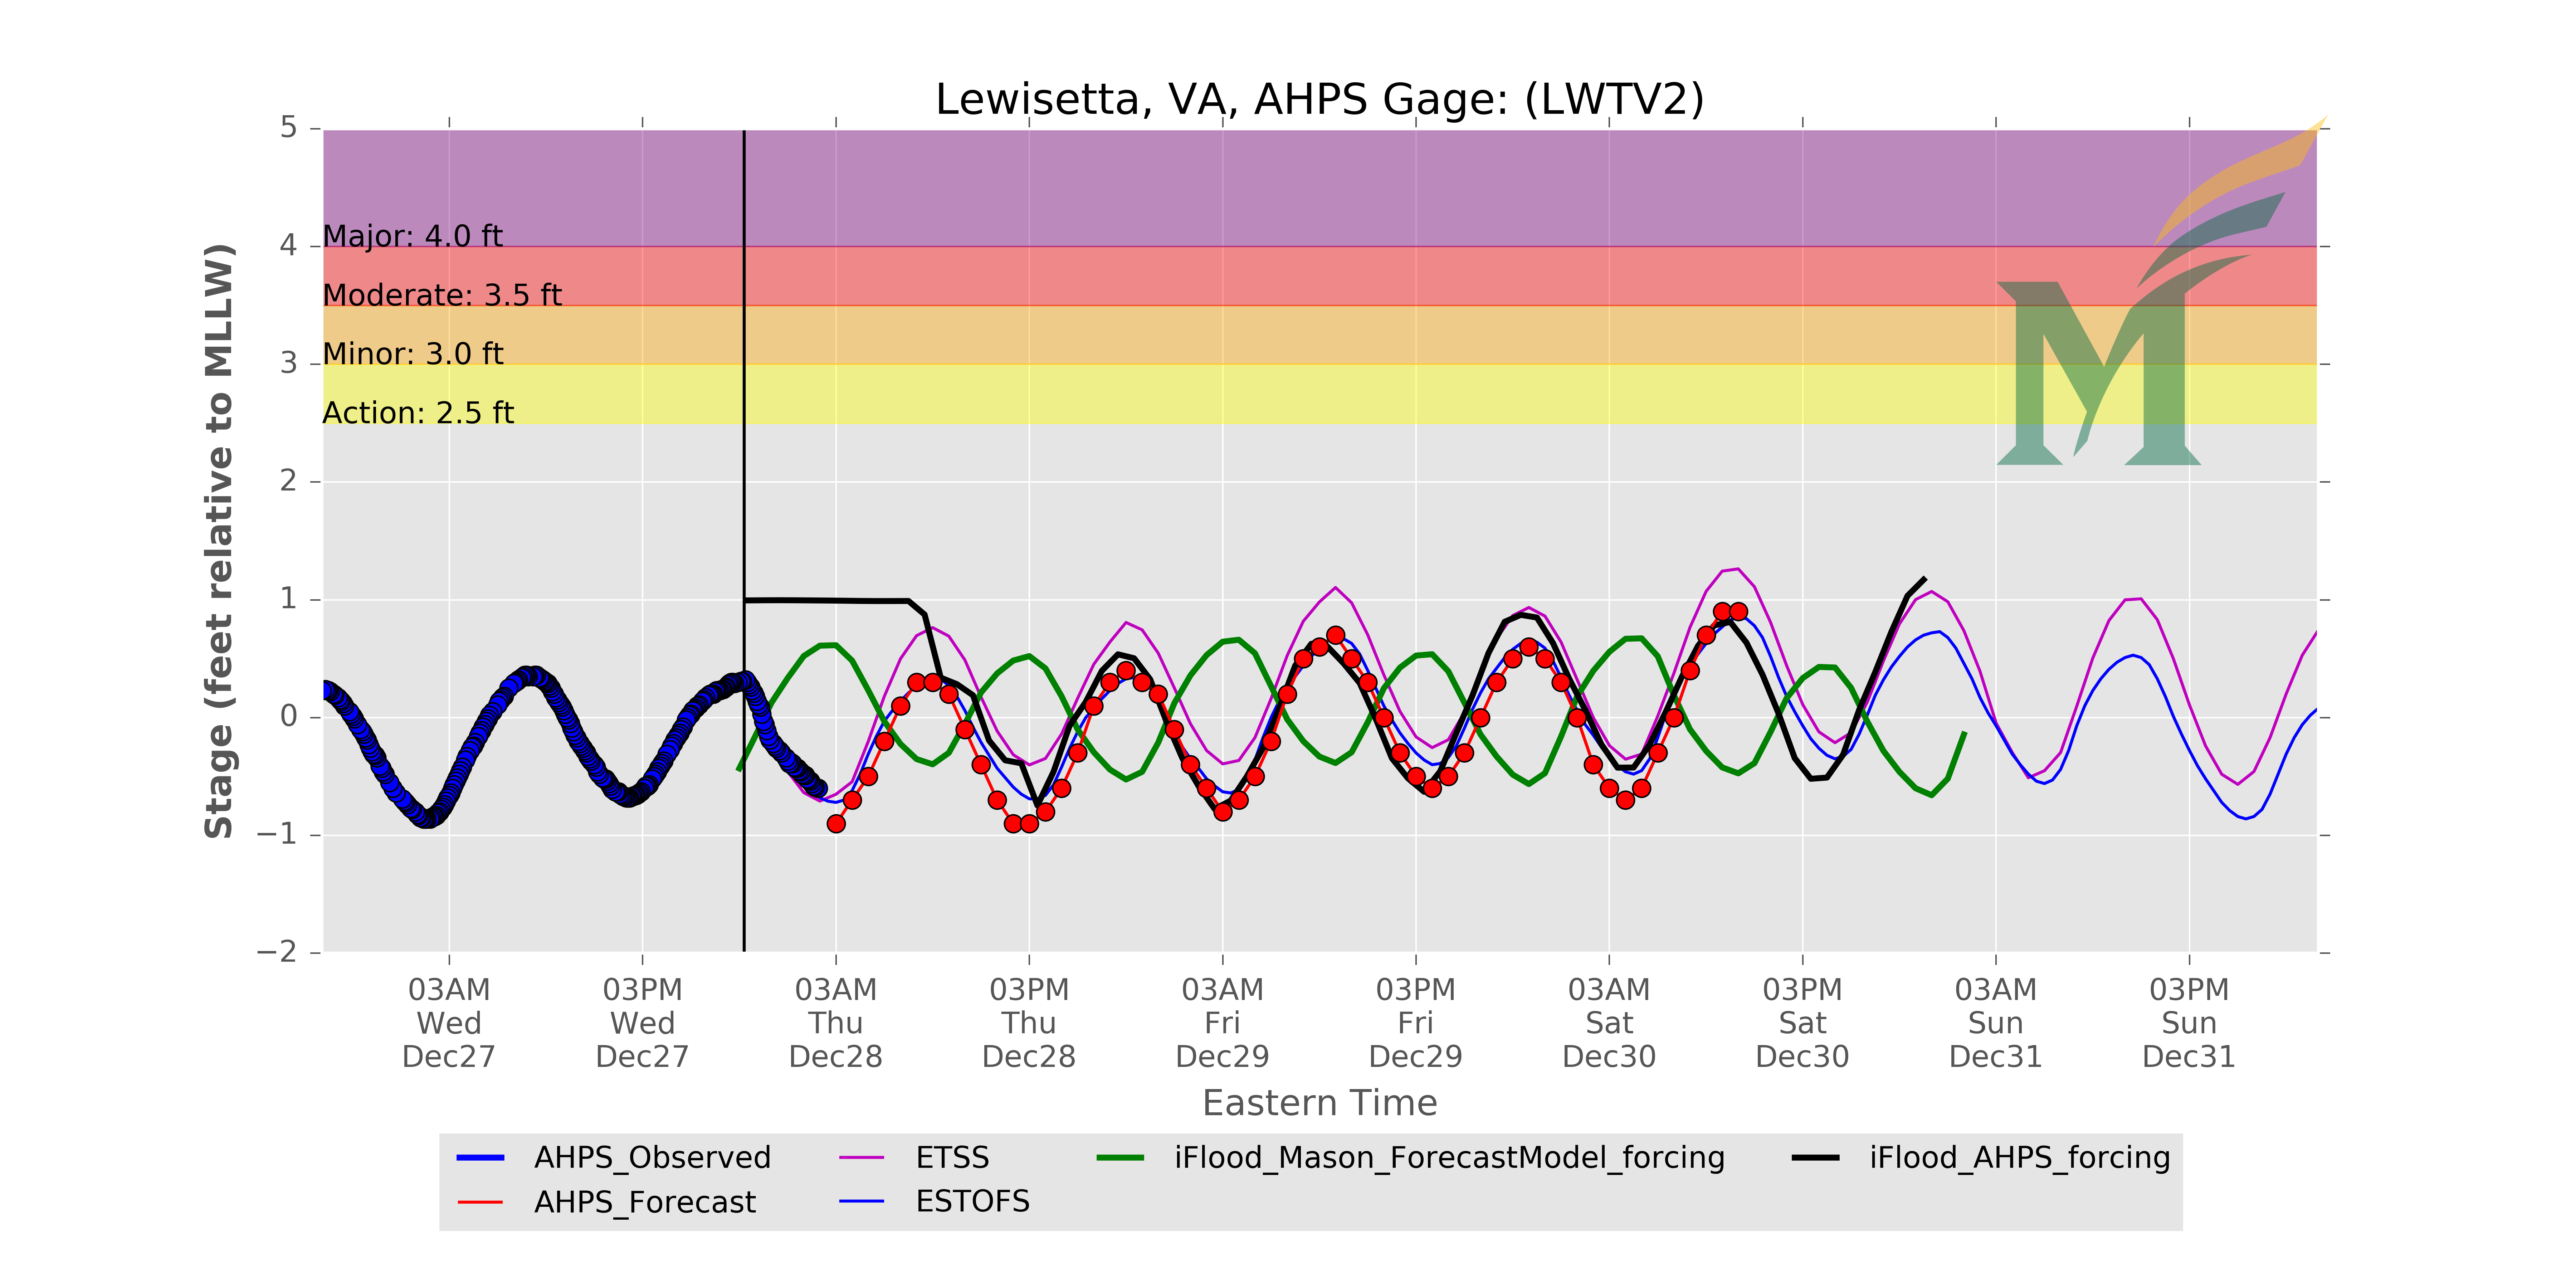 Lewisetta, VA, AHPS Gage: (LWTV2)
Stage (feet relative to MLLW)
5
4
3
2
1
0
−1
−2
Major: 4.0 ft
Moderate: 3.5 ft
Minor: 3.0 ft
Action: 2.5 ft
M
03AM 03PM 03AM 03PM 03AM 03PM 03AM 03PM 03AM 03PM
Wed Wed Thu Thu Fri Fri Sat Sat Sun Sun
Dec27 Dec27 Dec28 Dec28 Dec29 Dec29 Dec30 Dec30 Dec31 Dec31
Eastern Time
AHPS_Observed ETSS iFlood_Mason_ForecastModel_forcing iFlood_AHPS_forcing
AHPS_Forecast ESTOFS